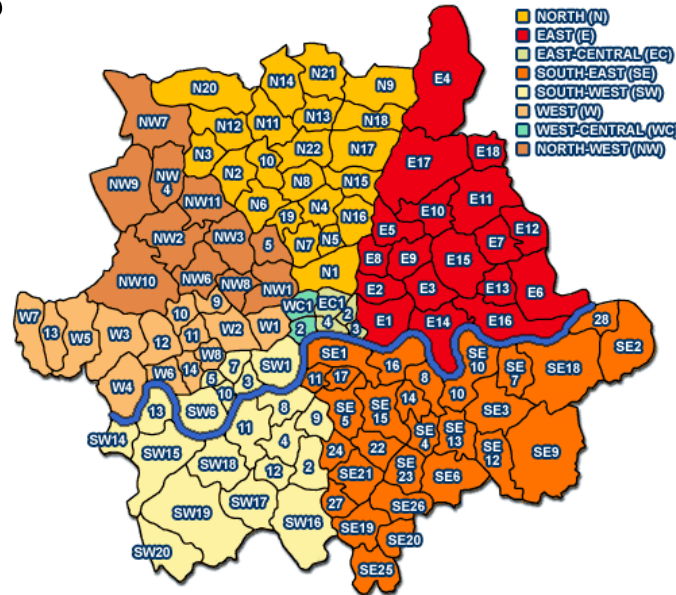 NORTH (N)
EAST (E)
EAST-CENTRAL (EC)
SOUTH-EAST (SE)
SOUTH-WEST (SW)
WEST (W)
WEST-CENTRAL (WC)
NORTH-WEST (NW)
E4
N21
N14
N9
N20
N13
N18
N11
N12
NW7
N22
N17
E18
N3
10
E17
N2
N8
N15
NW
4
NW9
E11
NW11
N6
N4
E10
19
N16
E5
E12
NW2
NW3
5
N7
N5
E7
E8
E9
E15
N1
NW10
NW6
NW8
NW1
E2
E3
E13
E6
9
WC1
EC1
W7
13
W5
W3
10
2
E1
E14
E16
28
12
11
W2
W1
2
4
3
W8
SE1
SE
10
SE
7
SE18
SE2
W4
W6
14
5
7
3
SW1
11
17
16
8
10
10
13
SW6
8
9
SE
5
SE
15
14
SE3
SW14
11
4
SE
4
SE
13
SW15
24
22
SE
12
SE9
SW18
12
2
SE21
SE
23
SE6
SW17
27
SE26
SW19
SW16
SE19
SE20
SW20
SE25